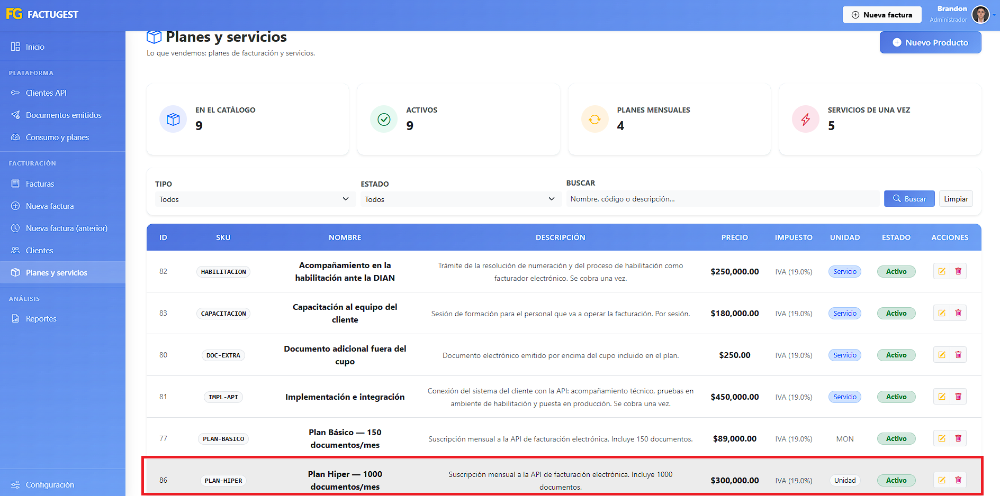 FG FACTUGEST
Nueva factura
Brandon
Administrador
Inicio
PLATAFORMA
Clientes API
Documentos emitidos
Consumo y planes
FACTURACIÓN
Facturas
Nueva factura
Nueva factura (anterior)
Clientes
Planes y servicios
ANÁLISIS
Reportes
Configuración
Planes y servicios
Lo que vendemos: planes de facturación y servicios.
Nuevo Producto
EN EL CATÁLOGO
9
ACTIVOS
9
PLANES MENSUALES
4
SERVICIOS DE UNA VEZ
5
TIPO
Todos
ESTADO
Todos
BUSCAR
Nombre, código o descripción...
Buscar
Limpiar
ID SKU NOMBRE DESCRIPCIÓN PRECIO IMPUESTO UNIDAD ESTADO ACCIONES
82 HABILITACION
Acompañamiento en la
habilitación ante la DIAN
Trámite de la resolución de numeración y del proceso de habilitación como
facturador electrónico. Se cobra una vez.
$250,000.00 IVA (19.0%) Servicio Activo
83 CAPACITACION
Capacitación al equipo del
cliente
Sesión de formación para el personal que va a operar la facturación. Por sesión.
$180,000.00 IVA (19.0%) Servicio Activo
80 DOC-EXTRA
Documento adicional fuera del
cupo
Documento electrónico emitido por encima del cupo incluido en el plan.
$250.00 IVA (19.0%) Servicio Activo
81 IMPL-API
Implementación e integración
Conexión del sistema del cliente con la API: acompañamiento técnico, pruebas en
ambiente de habilitación y puesta en producción. Se cobra una vez.
$450,000.00 IVA (19.0%) Servicio Activo
77 PLAN-BASICO
Plan Básico — 150
documentos/mes
Suscripción mensual a la API de facturación electrónica. Incluye 150 documentos.
$89,000.00 IVA (19.0%) MON Activo
86 PLAN-HIPER
Plan Hiper — 1000
documentos/mes
Suscripción mensual a la API de facturación electrónica. Incluye 1000
documentos.
$300,000.00 IVA (19.0%) Unidad Activo